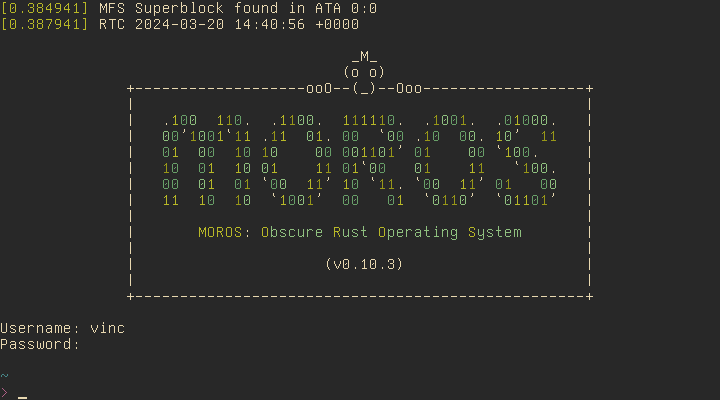 [0.384941] MFS Superblock found in ATA 0:0
[0.387941] RTC 2024-03-20 14:40:56 +0000
                                        _M_
                                       (o o)
              +-------------------ooO--(_)--Ooo------------------+
              |                                                  |
              |   .100  110.  .1100. 111110.  .1001.  .01000.    |
              |   00’1001‘11 .11  01. 00  ‘00 .10  00. 10’  11   |
              |   01  00  10 10    00 001101’ 01    00 ‘100.     |
              |   10  01  10 01    11 01‘00   01    11   ‘100.   |
              |   00  01  01 ‘00  11’ 10 ‘11. ‘00  11’ 01   00   |
              |   11  10  10  ‘1001’  00   01  ‘0110’  ‘01101’   |
              |                                                  |
              |       MOROS: Obscure Rust Operating System       |
              |                                                  |
              |                     (v0.10.3)                    |
              |                                                  |
              +--------------------------------------------------+
Username: vinc
Password:
~
> _